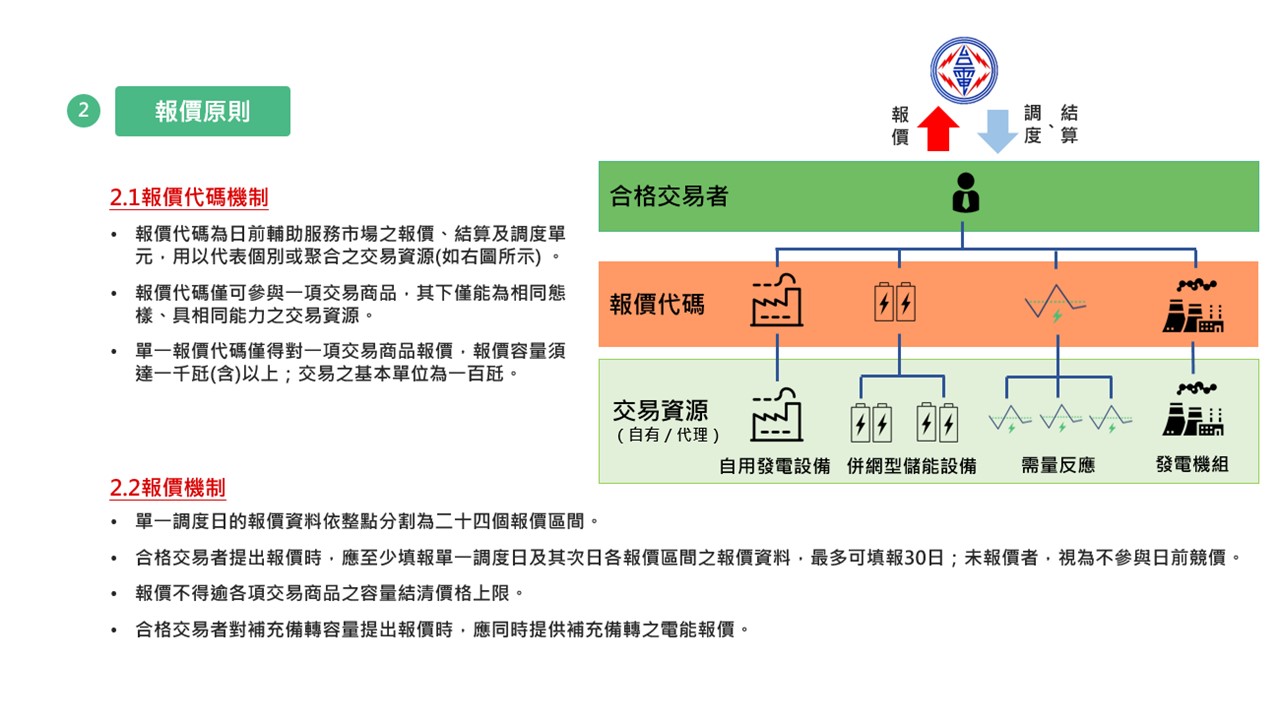 2
報價原則
2.1報價代碼機制
• 報價代碼為日前輔助服務市場之報價、結算及調度單
元，用以代表個別或聚合之交易資源(如右圖所示) 。
• 報價代碼僅可參與一項交易商品，其下僅能為相同態
樣、具相同能力之交易資源。
• 單一報價代碼僅得對一項交易商品報價，報價容量須
達一千瓩(含)以上；交易之基本單位為一百瓩。
台電
報價
調度、結算
合格交易者
報價代碼
交易資源
（自有／代理）
自用發電設備
併網型儲能設備
需量反應
發電機組
2.2報價機制
• 單一調度日的報價資料依整點分割為二十四個報價區間。
• 合格交易者提出報價時，應至少填報單一調度日及其次日各報價區間之報價資料，最多可填報30日；未報價者，視為不參與日前競價。
• 報價不得逾各項交易商品之容量結清價格上限。
• 合格交易者對補充備轉容量提出報價時，應同時提供補充備轉之電能報價。